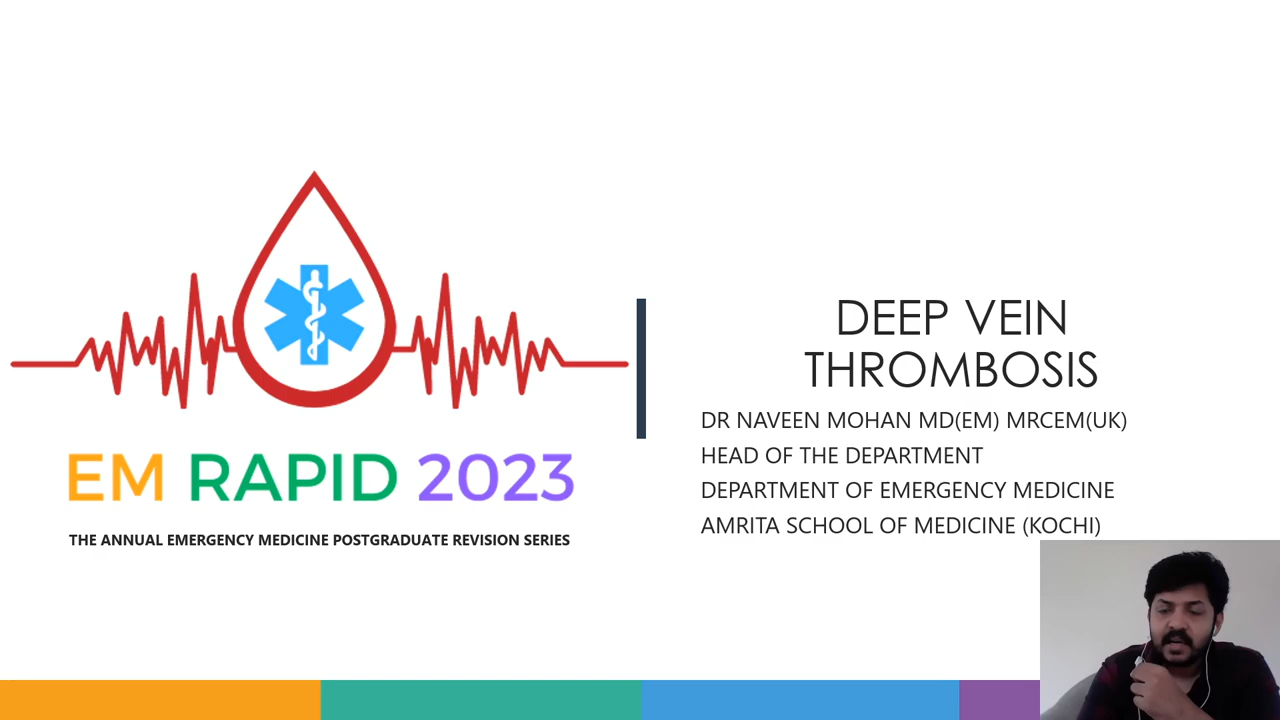 EM RAPID 2023
THE ANNUAL EMERGENCY MEDICINE POSTGRADUATE REVISION SERIES
DEEP VEIN
THROMBOSIS
DR NAVEEN MOHAN MD(EM) MRCEM(UK)
HEAD OF THE DEPARTMENT
DEPARTMENT OF EMERGENCY MEDICINE
AMRITA SCHOOL OF MEDICINE (KOCHI)